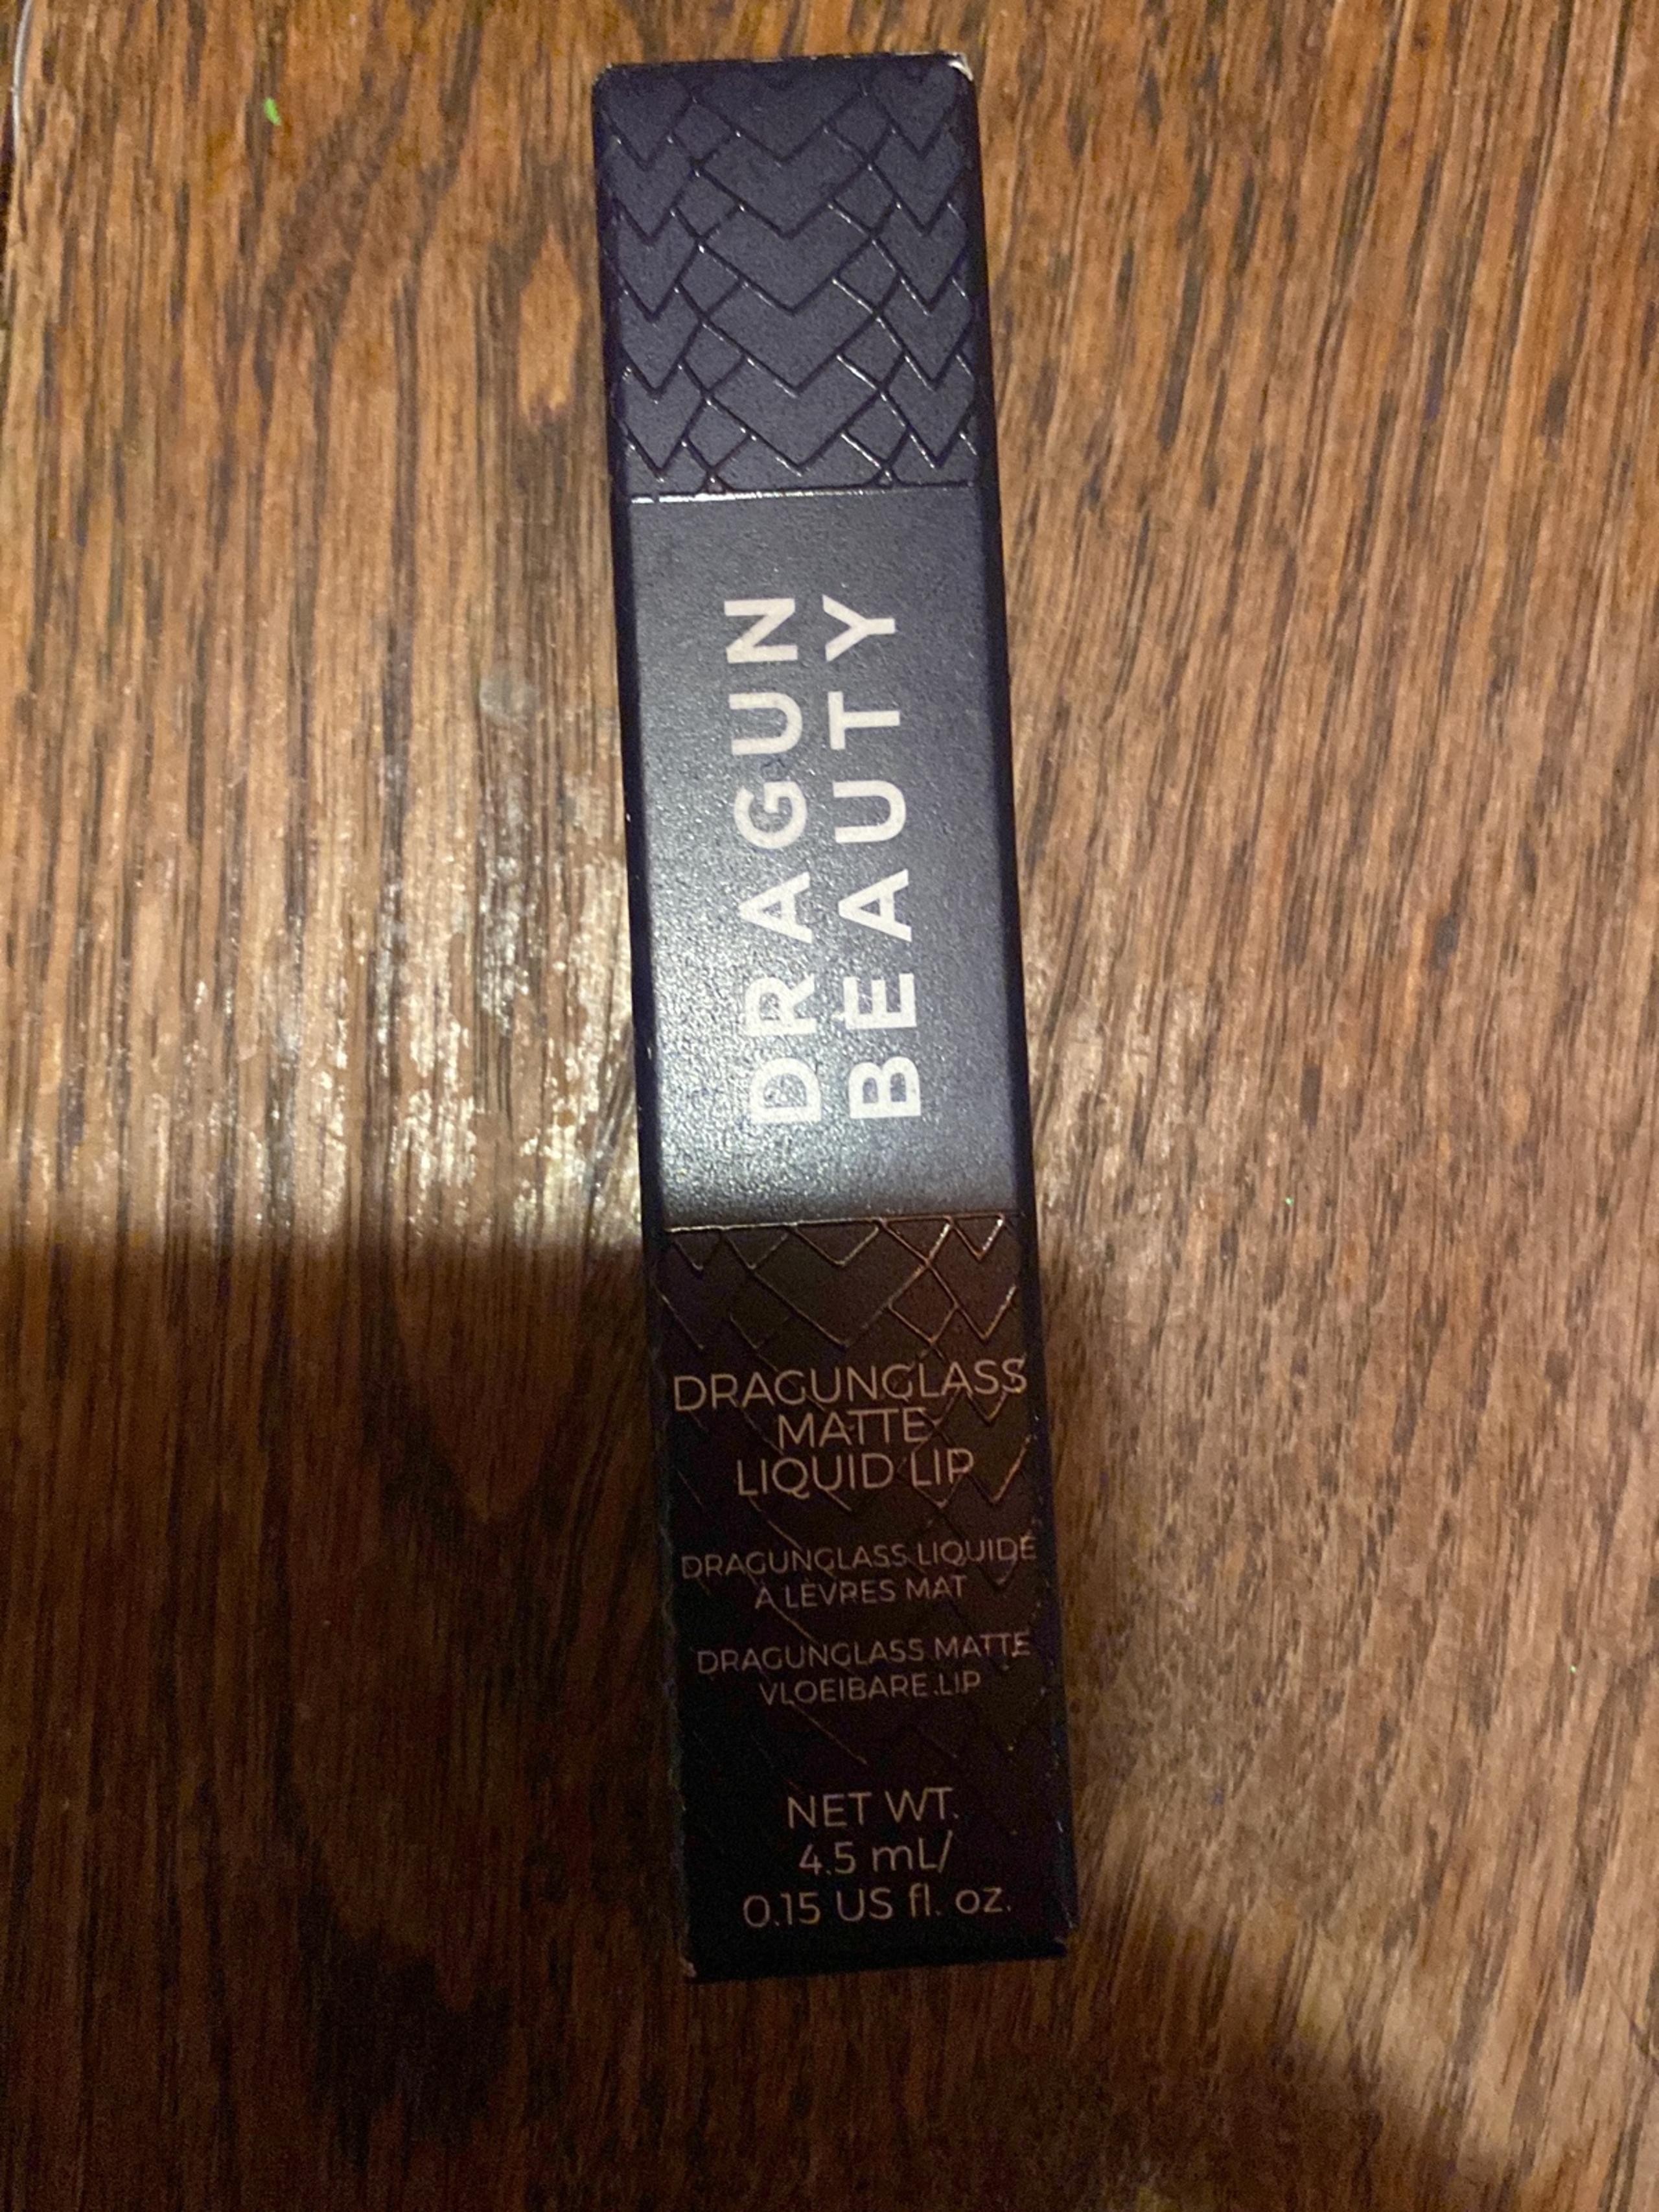 DRAGUN
BEAUTY
DRAGUNGLASS
MATTE
LIQUID LIP
DRAGUNGLASS LIQUIDE
À LÈVRES MAT
DRAGUNGLASS MATTE
VLOEIBARE LIP
NET WT.
4.5 mL/
0.15 US fl. oz.